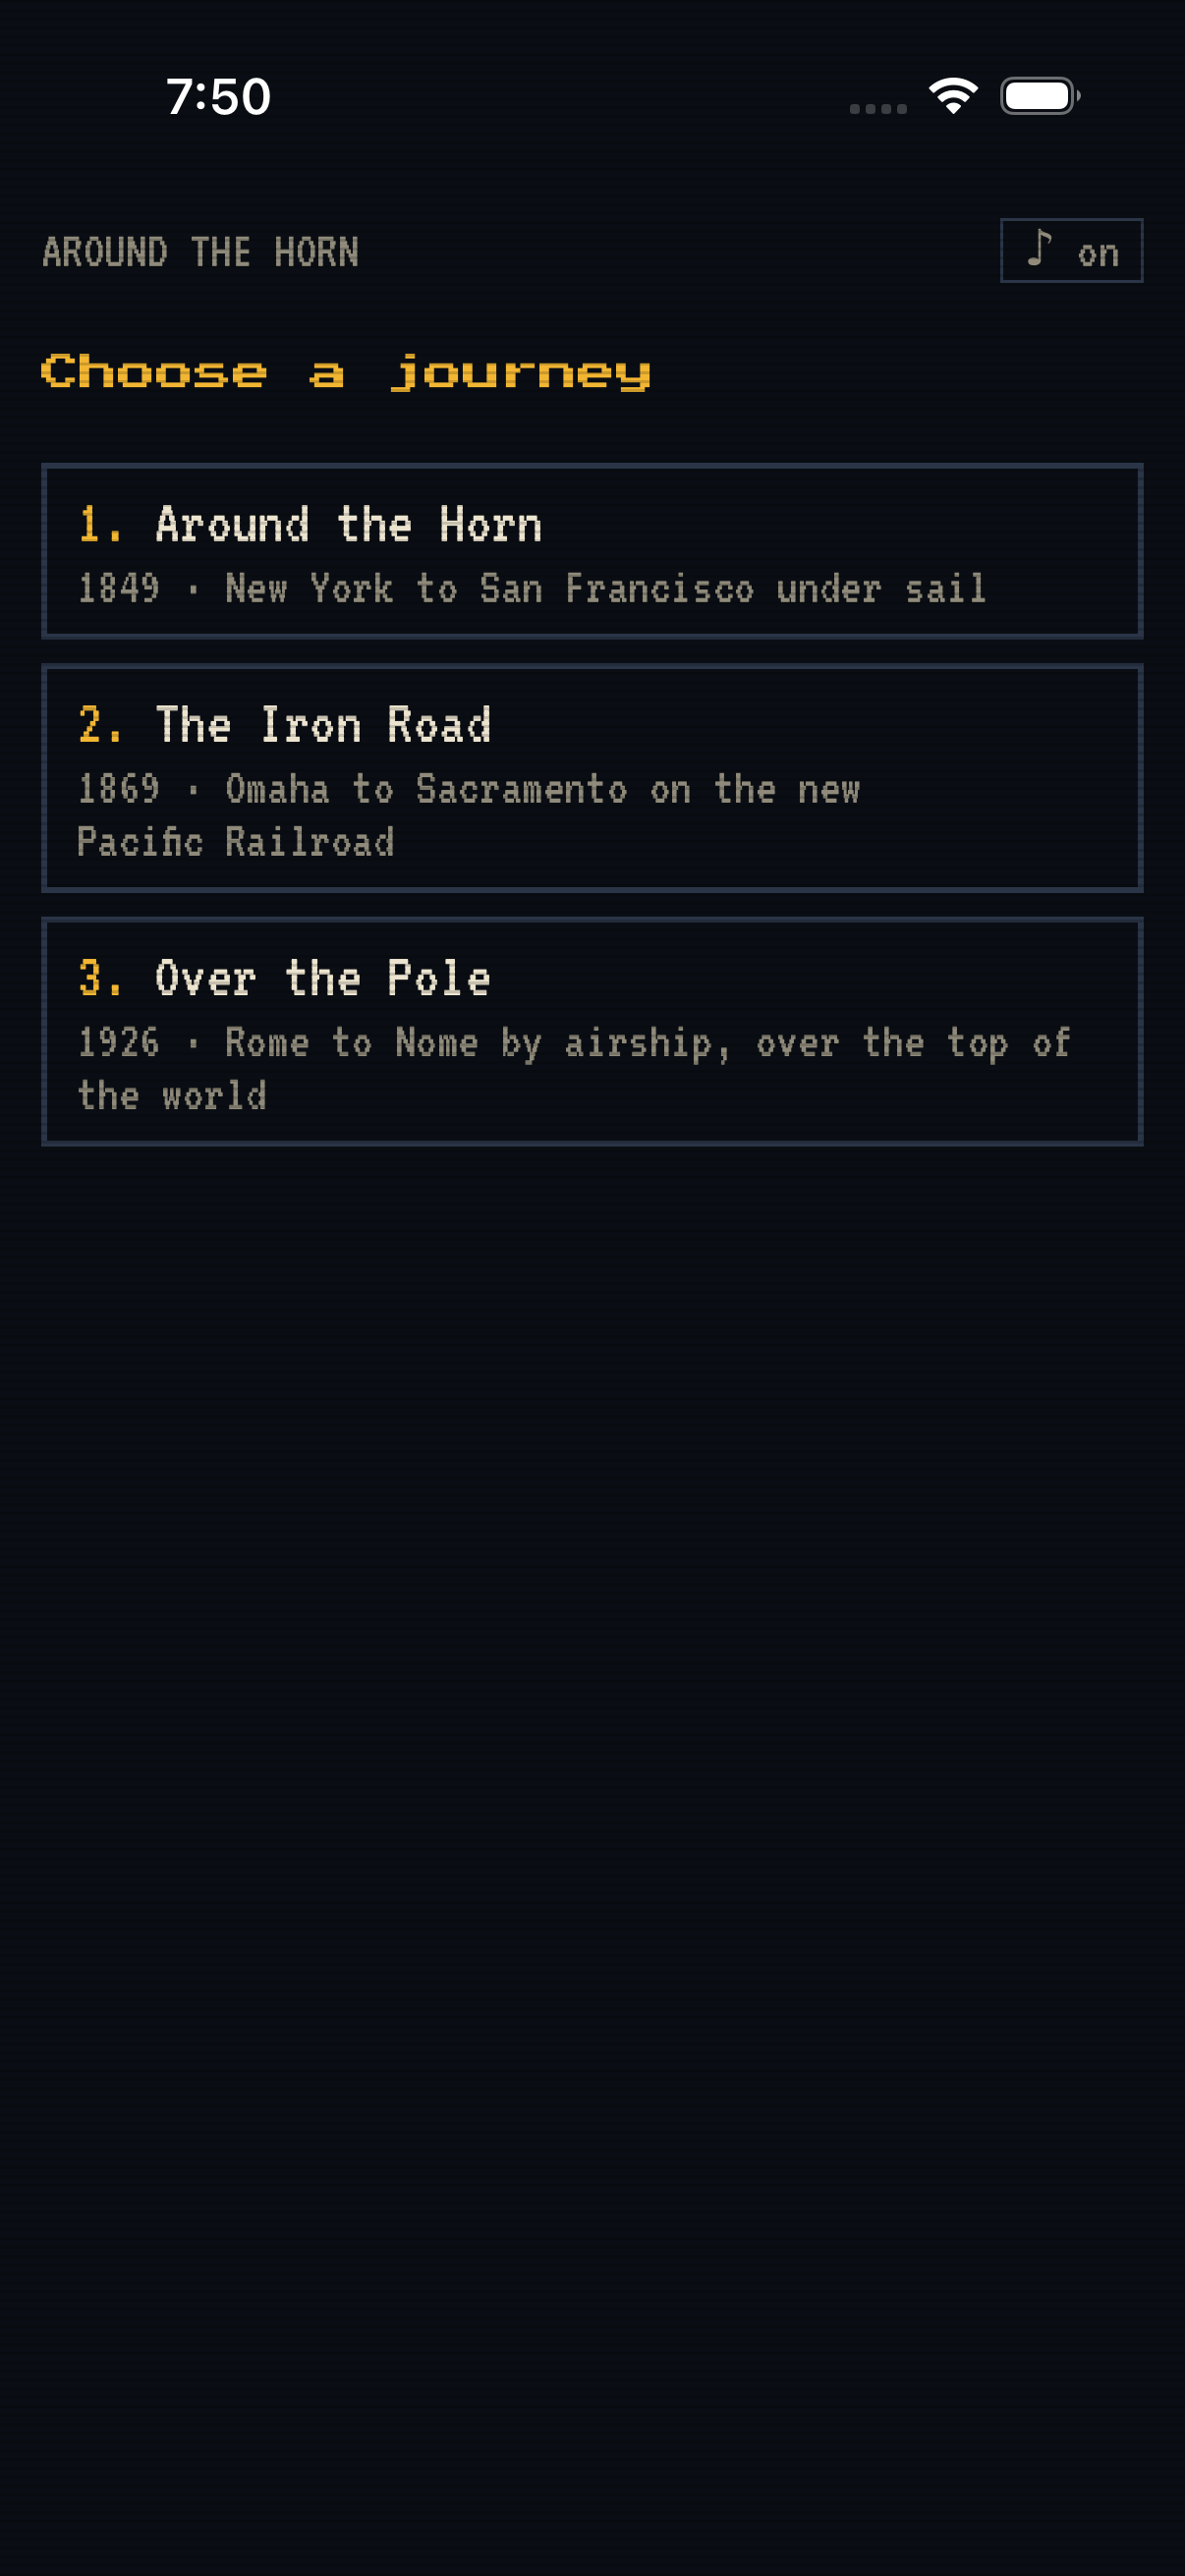 7:50
AROUND THE HORN
♪ on
Choose a journey
1. Around the Horn
1849 · New York to San Francisco under sail
2. The Iron Road
1869 · Omaha to Sacramento on the new
Pacific Railroad
3. Over the Pole
1926 · Rome to Nome by airship, over the top of
the world